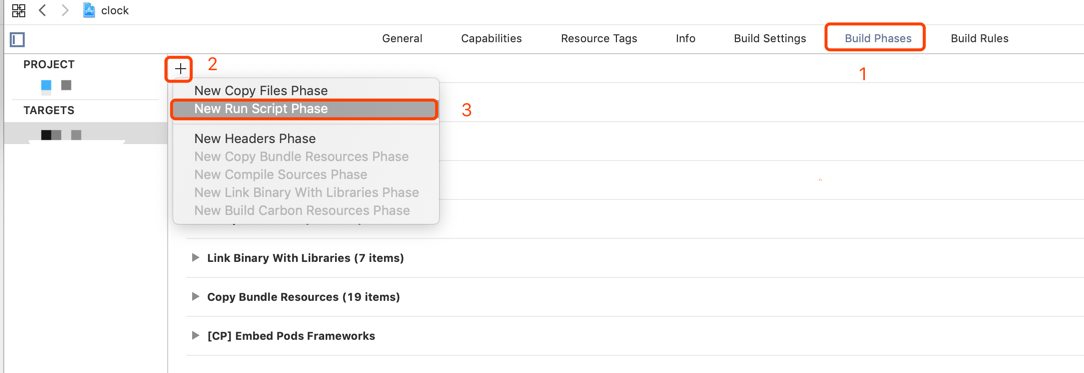 clock
General Capabilities Resource Tags Info Build Settings Build Phases Build Rules
1
PROJECT
+ 2
New Copy Files Phase
New Run Script Phase 3
TARGETS
New Headers Phase
New Copy Bundle Resources Phase
New Compile Sources Phase
New Link Binary With Libraries Phase
New Build Carbon Resources Phase
Link Binary With Libraries (7 items)
Copy Bundle Resources (19 items)
[CP] Embed Pods Frameworks